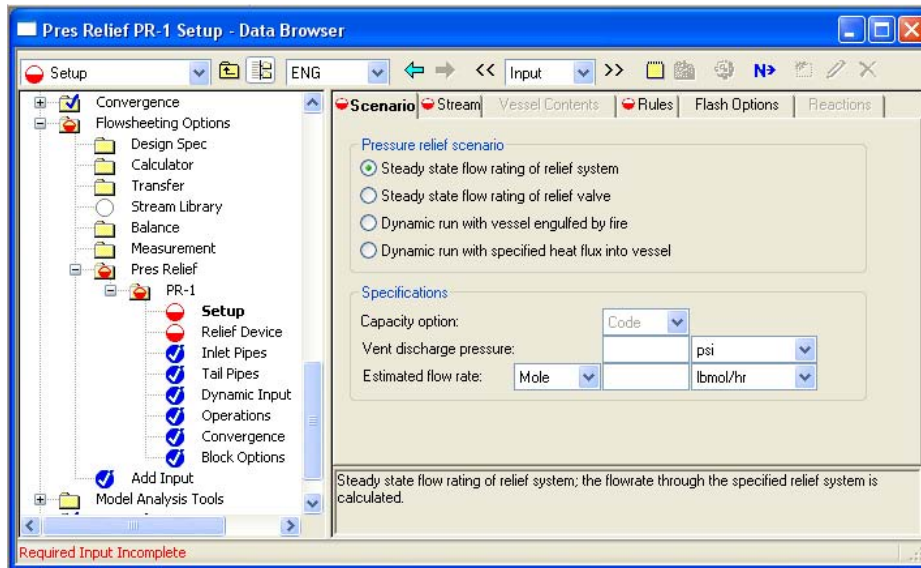 Pres Relief PR-1 Setup - Data Browser
Setup ENG << Input >> N>
Convergence
Flowsheeting Options
Design Spec
Calculator
Transfer
Stream Library
Balance
Measurement
Pres Relief
PR-1
Setup
Relief Device
Inlet Pipes
Tail Pipes
Dynamic Input
Operations
Convergence
Block Options
Add Input
Model Analysis Tools
Scenario Stream Vessel Contents Rules Flash Options Reactions
Pressure relief scenario
Steady state flow rating of relief system
Steady state flow rating of relief valve
Dynamic run with vessel engulfed by fire
Dynamic run with specified heat flux into vessel
Specifications
Capacity option: Code
Vent discharge pressure: psi
Estimated flow rate: Mole lbmol/hr
Steady state flow rating of relief system; the flowrate through the specified relief system is
calculated.
Required Input Incomplete